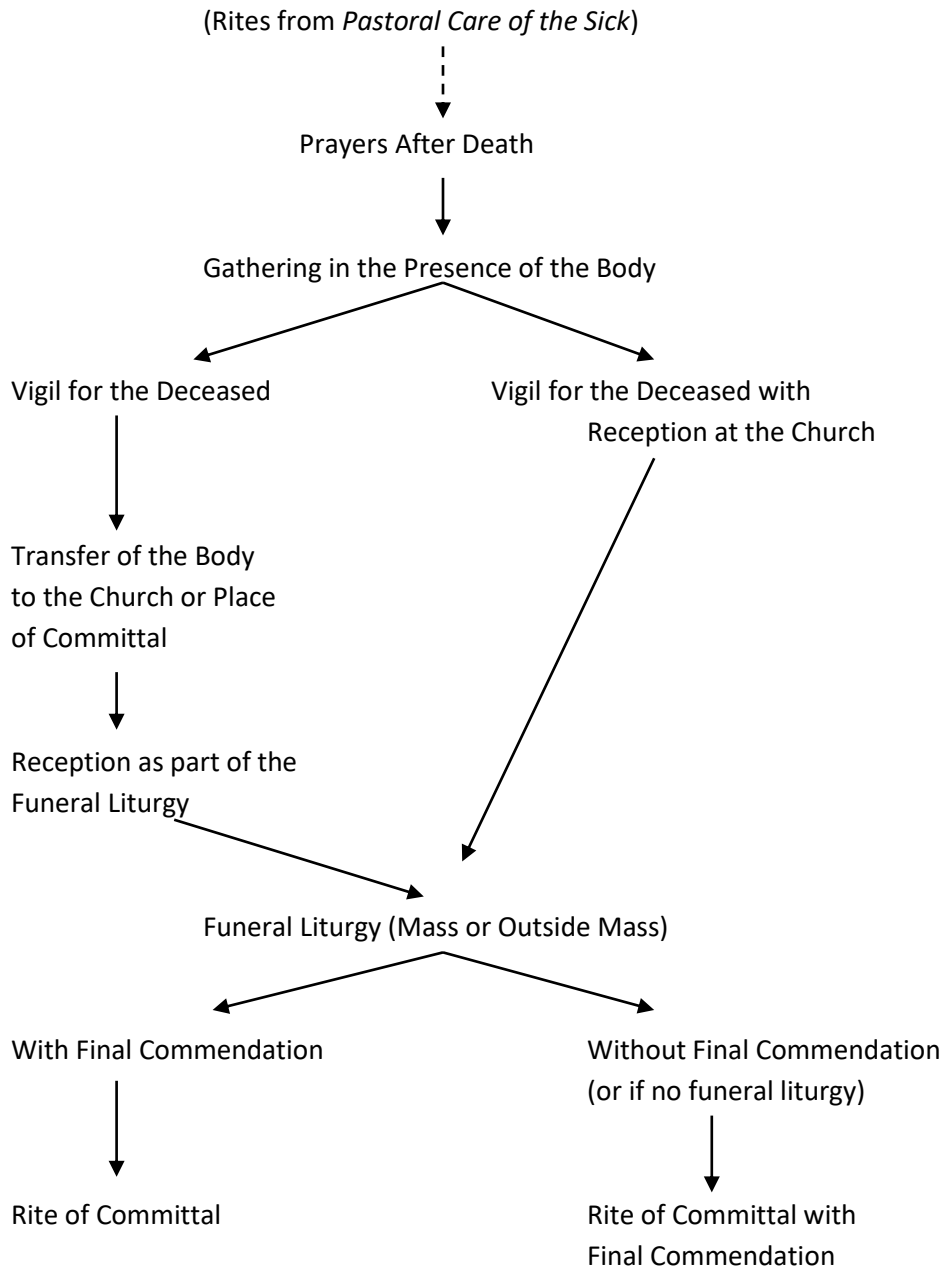 (Rites from Pastoral Care of the Sick)
Prayers After Death
Gathering in the Presence of the Body
Vigil for the Deceased
Vigil for the Deceased with
Reception at the Church
Transfer of the Body
to the Church or Place
of Committal
Reception as part of the
Funeral Liturgy
Funeral Liturgy (Mass or Outside Mass)
With Final Commendation
Without Final Commendation
(or if no funeral liturgy)
Rite of Committal
Rite of Committal with
Final Commendation